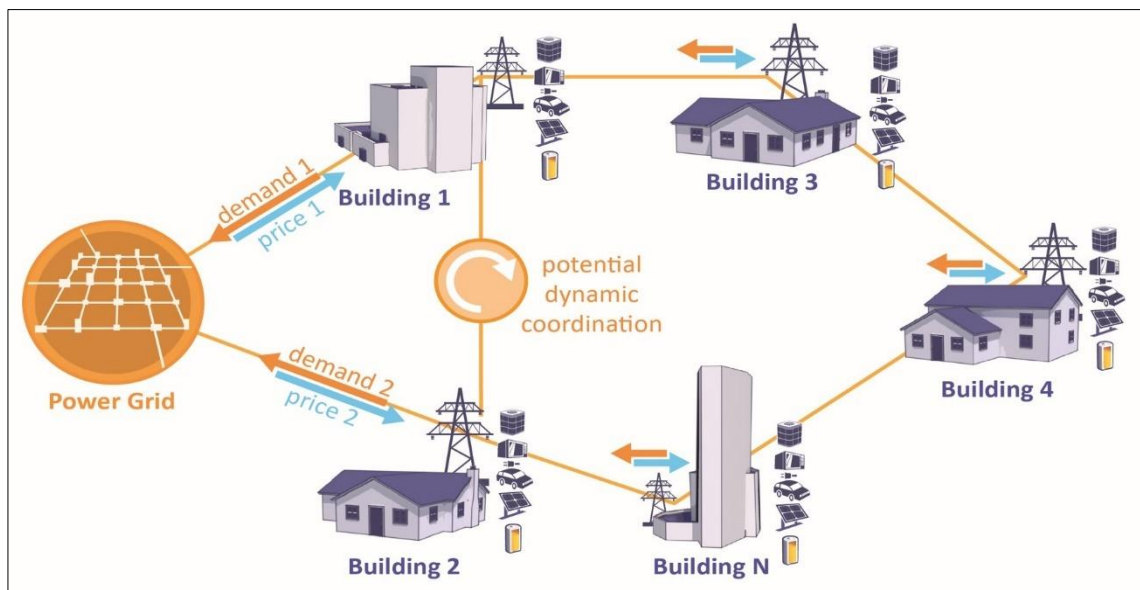 Building 1
Building 3
demand 1
price 1
potential
dynamic
coordination
Power Grid
Building 4
demand 2
price 2
Building 2
Building N